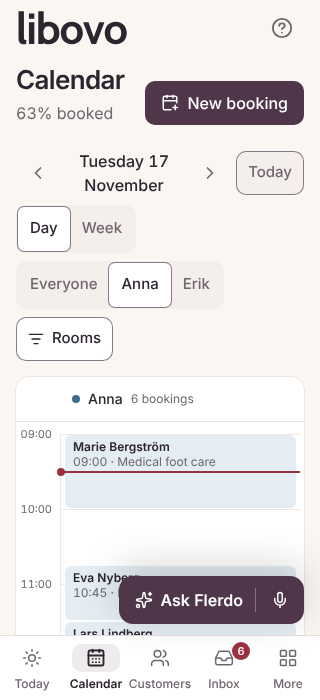 libovo
Calendar
63% booked
New booking
Tuesday 17
November
Today
Day
Week
Everyone
Anna
Erik
Rooms
Anna 6 bookings
09:00
Marie Bergström
09:00 · Medical foot care
10:00
Eva Nyberg
11:00
10:45 ·
Lars Lindberg
Ask Flerdo
6
Today
Calendar
Customers
Inbox
More